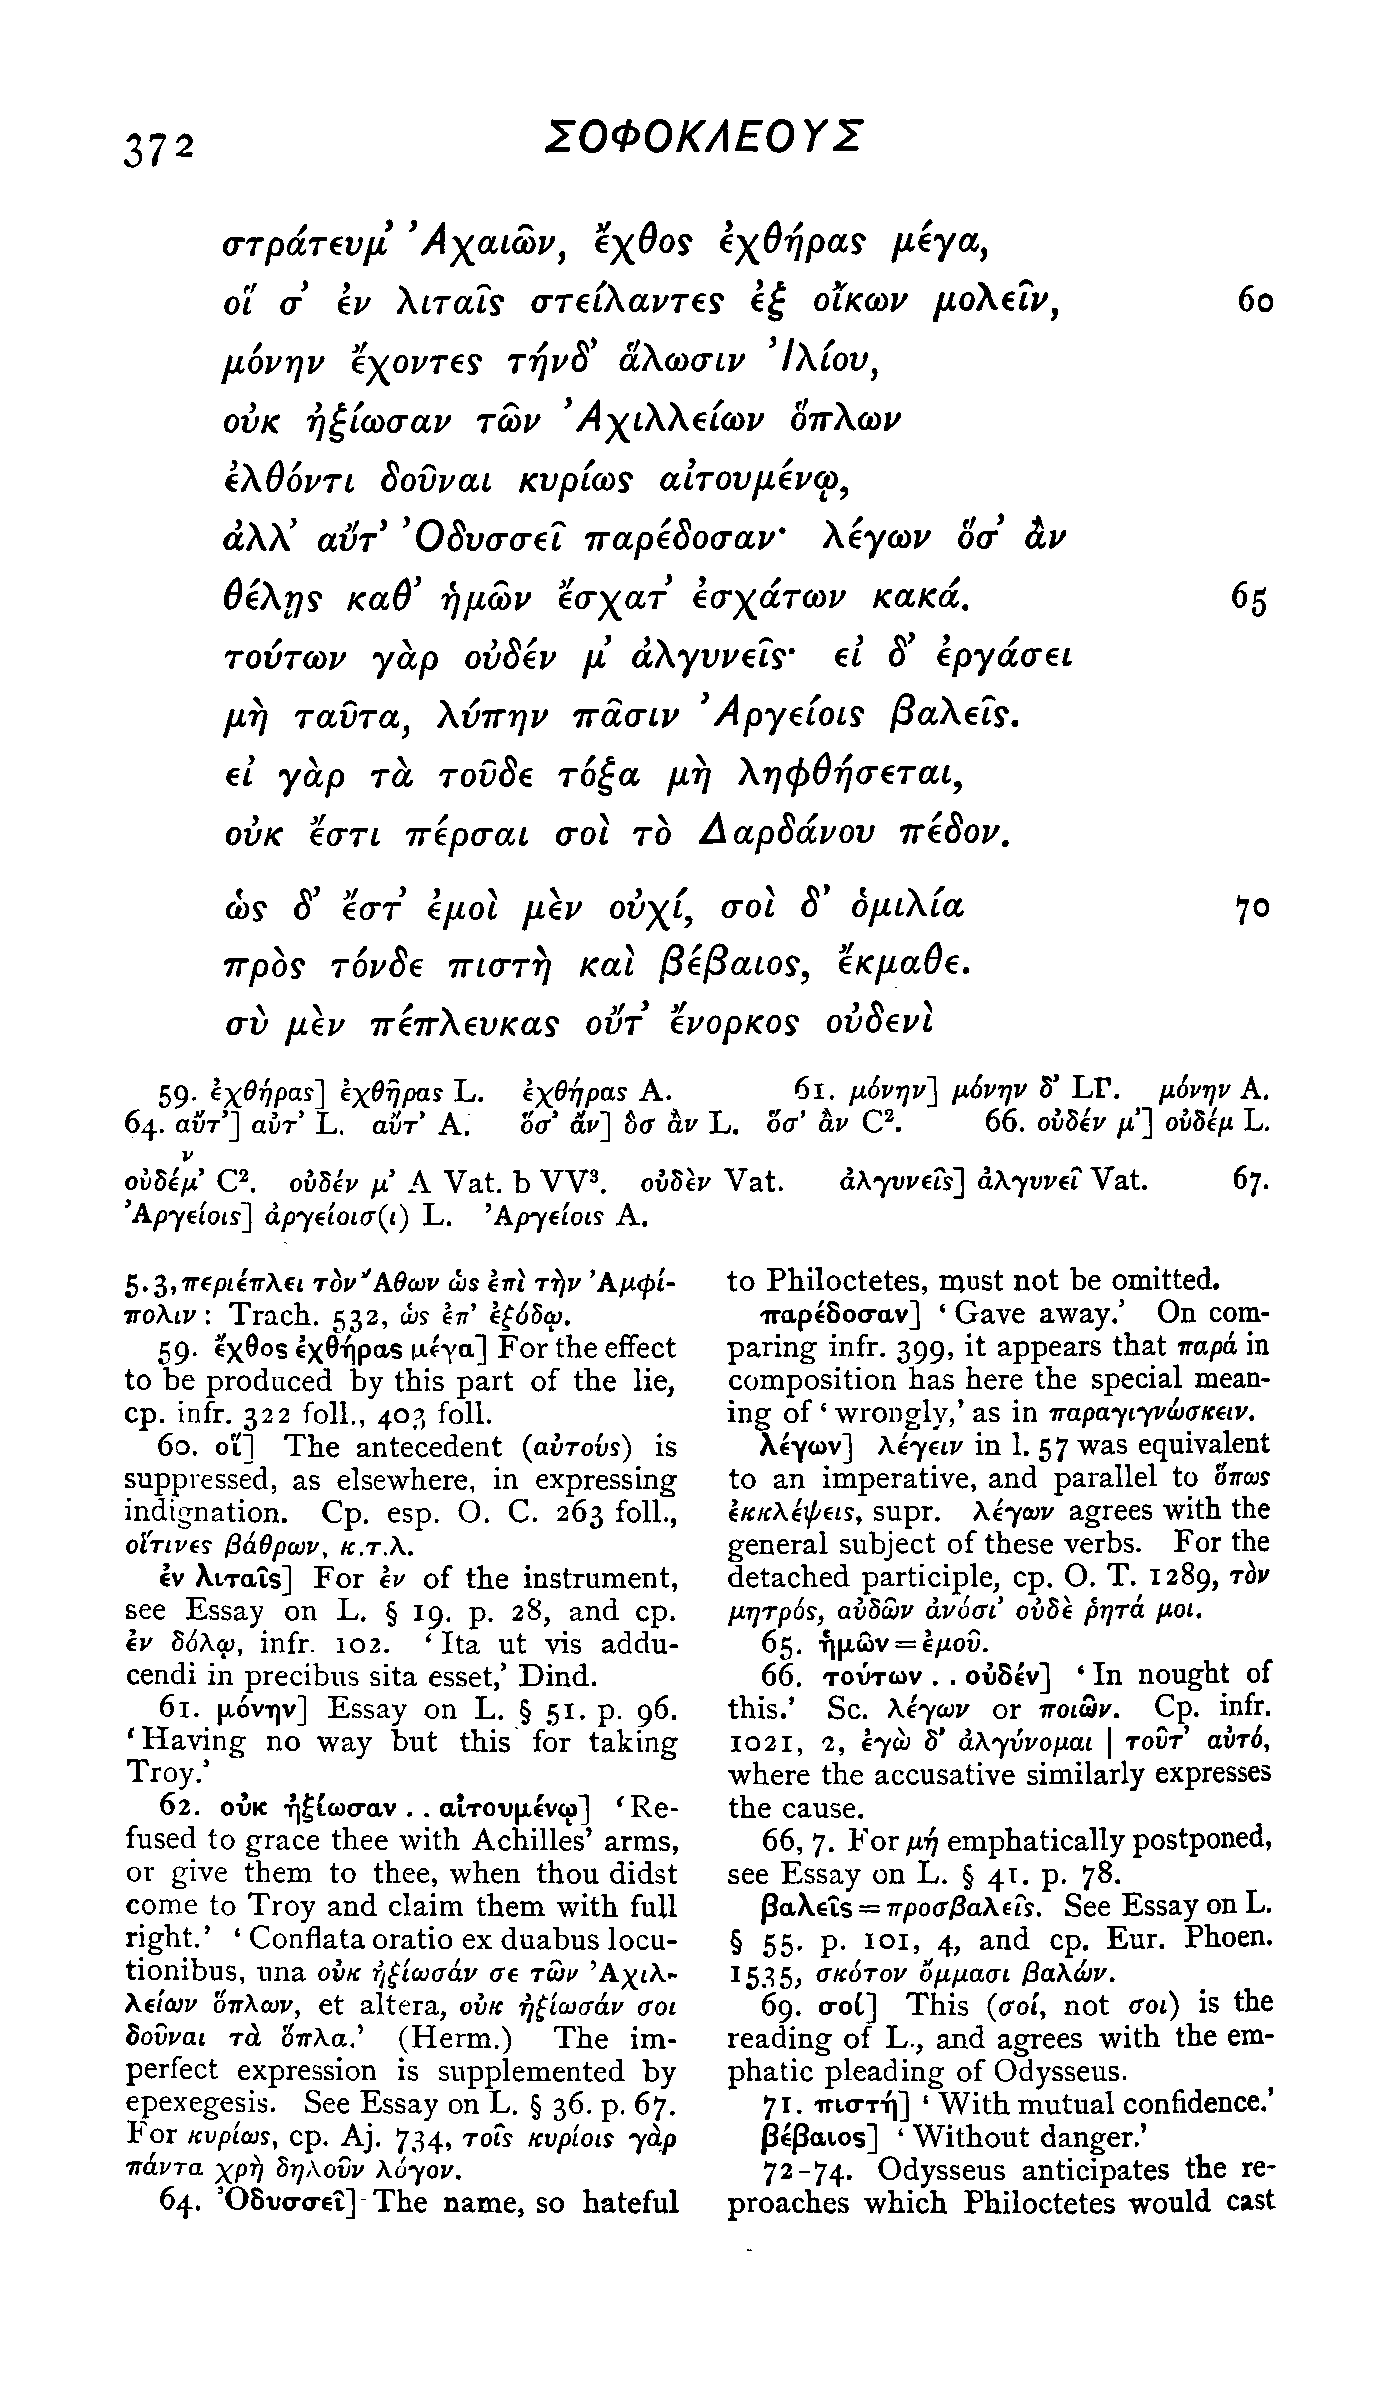 372 ΣΟΦΟΚΛΕΟΥΣ
στράτευμ’ Ἀχαιῶν, ἔχθος ἐχθήρας μέγα,
οἵ σ’ ἐν λιταῖς στείλαντες ἐξ οἴκων μολεῖν, 60
μόνην ἔχοντες τήνδ’ ἅλωσιν Ἰλίου,
οὐκ ἠξίωσαν τῶν Ἀχιλλείων ὅπλων
ἐλθόντι δοῦναι κυρίως αἰτουμένῳ,
ἀλλ’ αὔτ’ Ὀδυσσεῖ παρέδοσαν· λέγων ὅσ’ ἂν
θέλῃς καθ’ ἡμῶν ἔσχατ’ ἐσχάτων κακά. 65
τούτων γὰρ οὐδέν μ’ ἀλγυνεῖς· εἰ δ’ ἐργάσει
μὴ ταῦτα, λύπην πᾶσιν Ἀργείοις βαλεῖς.
εἰ γὰρ τὰ τοῦδε τόξα μὴ ληφθήσεται,
οὐκ ἔστι πέρσαι σοὶ τὸ Δαρδάνου πέδον.
ὡς δ’ ἔστ’ ἐμοὶ μὲν οὐχί, σοὶ δ’ ὁμιλία 70
πρὸς τόνδε πιστὴ καὶ βέβαιος, ἔκμαθε.
σὺ μὲν πέπλευκας οὔτ’ ἔνορκος οὐδενὶ
59. ἐχθήρας] ἐχθῆρας L. ἐχθήρας A. 61. μόνην] μόνην δ’ LΓ. μόνην A.
64. αὔτ’] αὐτ’ L. αὔτ’ A. ὅσ’ ἄν] ὃσ ἂν L. ὅσ’ ἂν C². 66. οὐδέν μ’] οὐδέμ L.
ν
οὐδέμ’ C². οὐδέν μ’ A Vat. b VV³. οὐδὲν Vat. ἀλγυνεῖς] ἀλγυνεῖ Vat. 67.
Ἀργείοις] ἀργείοισ(ι) L. Ἀργείοις A.
5.3, περιέπλει τὸν Ἄθων ὡς ἐπὶ τὴν Ἀμφί-
πολιν : Trach. 532, ὡς ἐπ’ ἐξόδῳ.
59. ἔχθος ἐχθήρας μέγα] For the effect
to be produced by this part of the lie,
cp. infr. 322 foll., 403 foll.
60. οἵ] The antecedent (αὐτούς) is
suppressed, as elsewhere, in expressing
indignation. Cp. esp. O. C. 263 foll.,
οἵτινες βάθρων, κ.τ.λ.
ἐν λιταῖς] For ἐν of the instrument,
see Essay on L. § 19. p. 28, and cp.
ἐν δόλῳ, infr. 102. ‘Ita ut vis addu-
cendi in precibus sita esset,’ Dind.
61. μόνην] Essay on L. § 51. p. 96.
‘Having no way but this for taking
Troy.’
62. οὐκ ἠξίωσαν . . αἰτουμένῳ] ‘Re-
fused to grace thee with Achilles’ arms,
or give them to thee, when thou didst
come to Troy and claim them with full
right.’ ‘Conflata oratio ex duabus locu-
tionibus, una οὐκ ἠξίωσάν σε τῶν Ἀχιλ-
λείων ὅπλων, et altera, οὐκ ἠξίωσάν σοι
δοῦναι τὰ ὅπλα.’ (Herm.) The im-
perfect expression is supplemented by
epexegesis. See Essay on L. § 36. p. 67.
For κυρίως, cp. Aj. 734, τοῖς κυρίοις γὰρ
πάντα χρὴ δηλοῦν λόγον.
64. Ὀδυσσεῖ] The name, so hateful
to Philoctetes, must not be omitted.
παρέδοσαν] ‘Gave away.’ On com-
paring infr. 399, it appears that παρά in
composition has here the special mean-
ing of ‘wrongly,’ as in παραγιγνώσκειν.
λέγων] λέγειν in l. 57 was equivalent
to an imperative, and parallel to ὅπως
ἐκκλέψεις, supr. λέγων agrees with the
general subject of these verbs. For the
detached participle, cp. O. T. 1289, τὸν
μητρός, αὐδῶν ἀνόσι’ οὐδὲ ῥητά μοι.
65. ἡμῶν = ἐμοῦ.
66. τούτων . . οὐδέν] ‘In nought of
this.’ Sc. λέγων or ποιῶν. Cp. infr.
1021, 2, ἐγὼ δ’ ἀλγύνομαι | τοῦτ’ αὐτό,
where the accusative similarly expresses
the cause.
66, 7. For μή emphatically postponed,
see Essay on L. § 41. p. 78.
βαλεῖς = προσβαλεῖς. See Essay on L.
§ 55. p. 101, 4, and cp. Eur. Phoen.
1535, σκότον ὄμμασι βαλών.
69. σοί] This (σοί, not σοι) is the
reading of L., and agrees with the em-
phatic pleading of Odysseus.
71. πιστή] ‘With mutual confidence.’
βέβαιος] ‘Without danger.’
72-74. Odysseus anticipates the re-
proaches which Philoctetes would cast